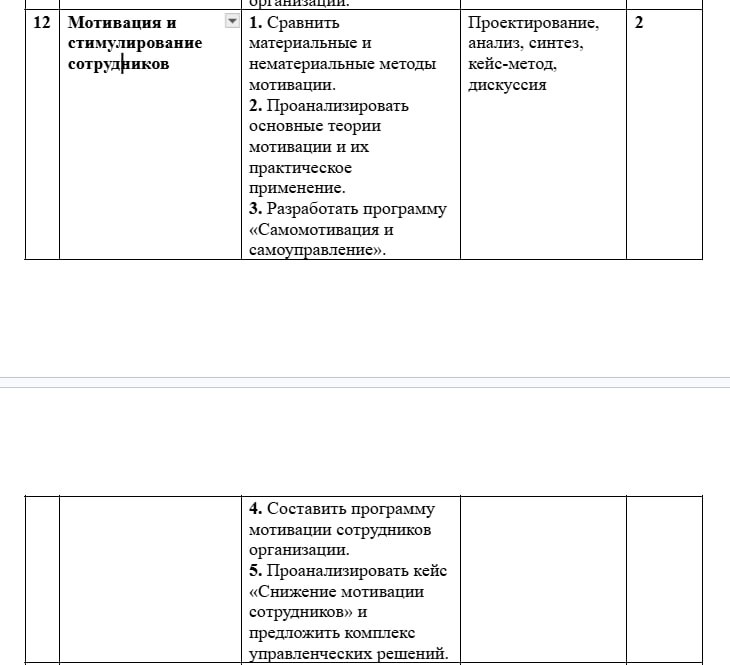 организации.
12
Мотивация и
стимулирование
сотрудников
1. Сравнить
материальные и
нематериальные методы
мотивации.
2. Проанализировать
основные теории
мотивации и их
практическое
применение.
3. Разработать программу
«Самомотивация и
самоуправление».
Проектирование,
анализ, синтез,
кейс-метод,
дискуссия
2
4. Составить программу
мотивации сотрудников
организации.
5. Проанализировать кейс
«Снижение мотивации
сотрудников» и
предложить комплекс
управленческих решений.